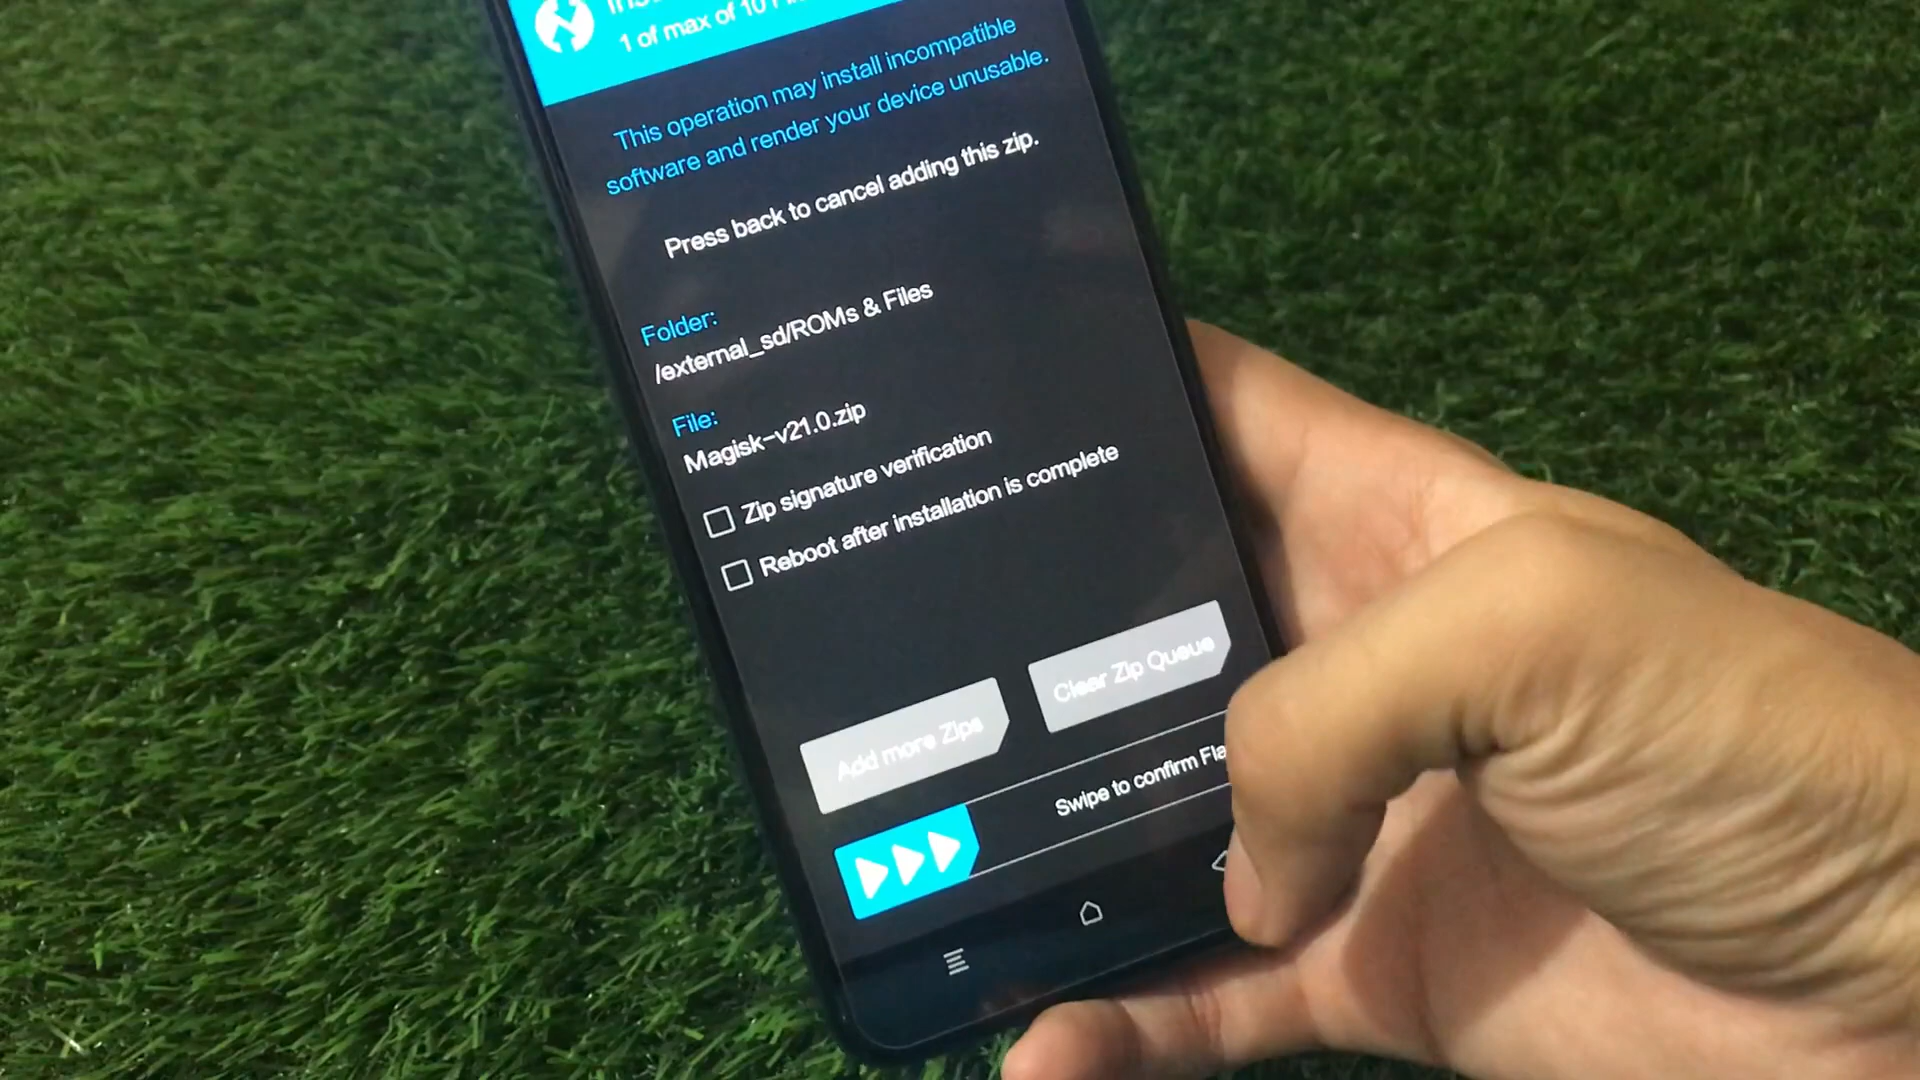 1 of max of 10
This operation may install incompatible
software and render your device unusable.
Press back to cancel adding this zip.
Folder:
/external_sd/ROMs & Files
File:
Magisk-v21.0.zip
Zip signature verification
Reboot after installation is complete
Add more Zips
Clear Zip Queue
Swipe to confirm